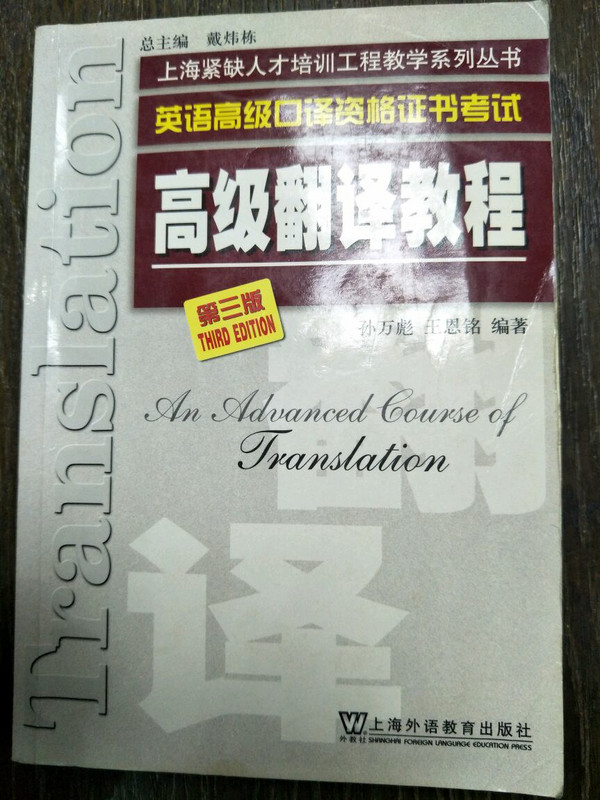 总主编 戴炜栋
上海紧缺人才培训工程教学系列丛书
英语高级口译资格证书考试
高级翻译教程
第三版
THIRD EDITION
孙万彪 王恩铭 编著
An Advanced Course of
Translation
Translation
翻
译
W 上海外语教育出版社
外教社 SHANGHAI FOREIGN LANGUAGE EDUCATION PRESS